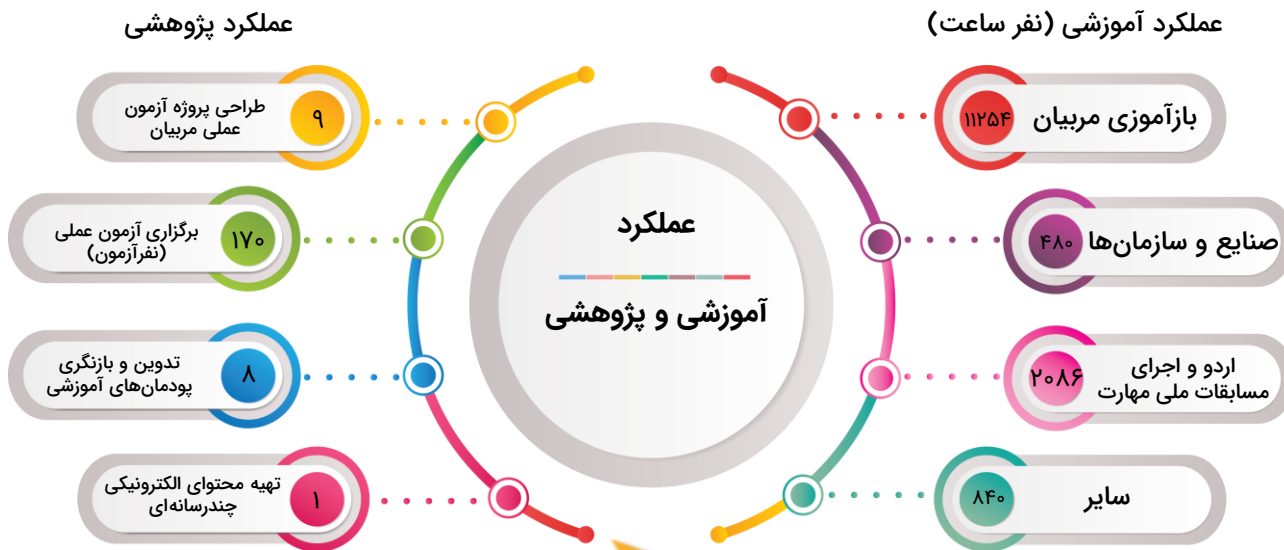 عملکرد آموزشی (نفر ساعت)
بازآموزی مربیان
۱۱۲۵۴
صنایع و سازمان‌ها
۴۸۰
اردو و اجرای
مسابقات ملی مهارت
۲۰۸۶
سایر
۸۴۰
عملکرد
آموزشی و پژوهشی
عملکرد پژوهشی
۹
طراحی پروژه آزمون
عملی مربیان
۱۷۰
برگزاری آزمون عملی
(نفرآزمون)
۸
تدوین و بازنگری
پودمان‌های آموزشی
۱
تهیه محتوای الکترونیکی
چندرسانه‌ای